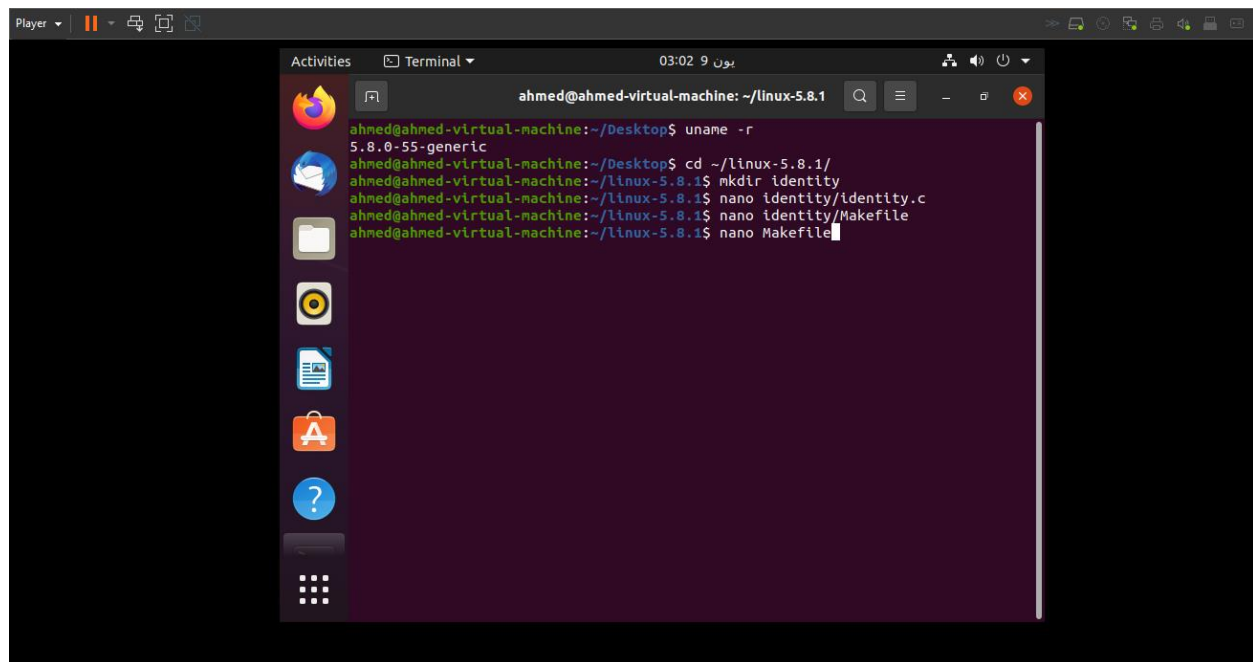 Player
Activities Terminal 03:02 9 يون
ahmed@ahmed-virtual-machine: ~/linux-5.8.1
ahmed@ahmed-virtual-machine:~/Desktop$ uname -r
5.8.0-55-generic
ahmed@ahmed-virtual-machine:~/Desktop$ cd ~/linux-5.8.1/
ahmed@ahmed-virtual-machine:~/linux-5.8.1$ mkdir identity
ahmed@ahmed-virtual-machine:~/linux-5.8.1$ nano identity/identity.c
ahmed@ahmed-virtual-machine:~/linux-5.8.1$ nano identity/Makefile
ahmed@ahmed-virtual-machine:~/linux-5.8.1$ nano Makefile